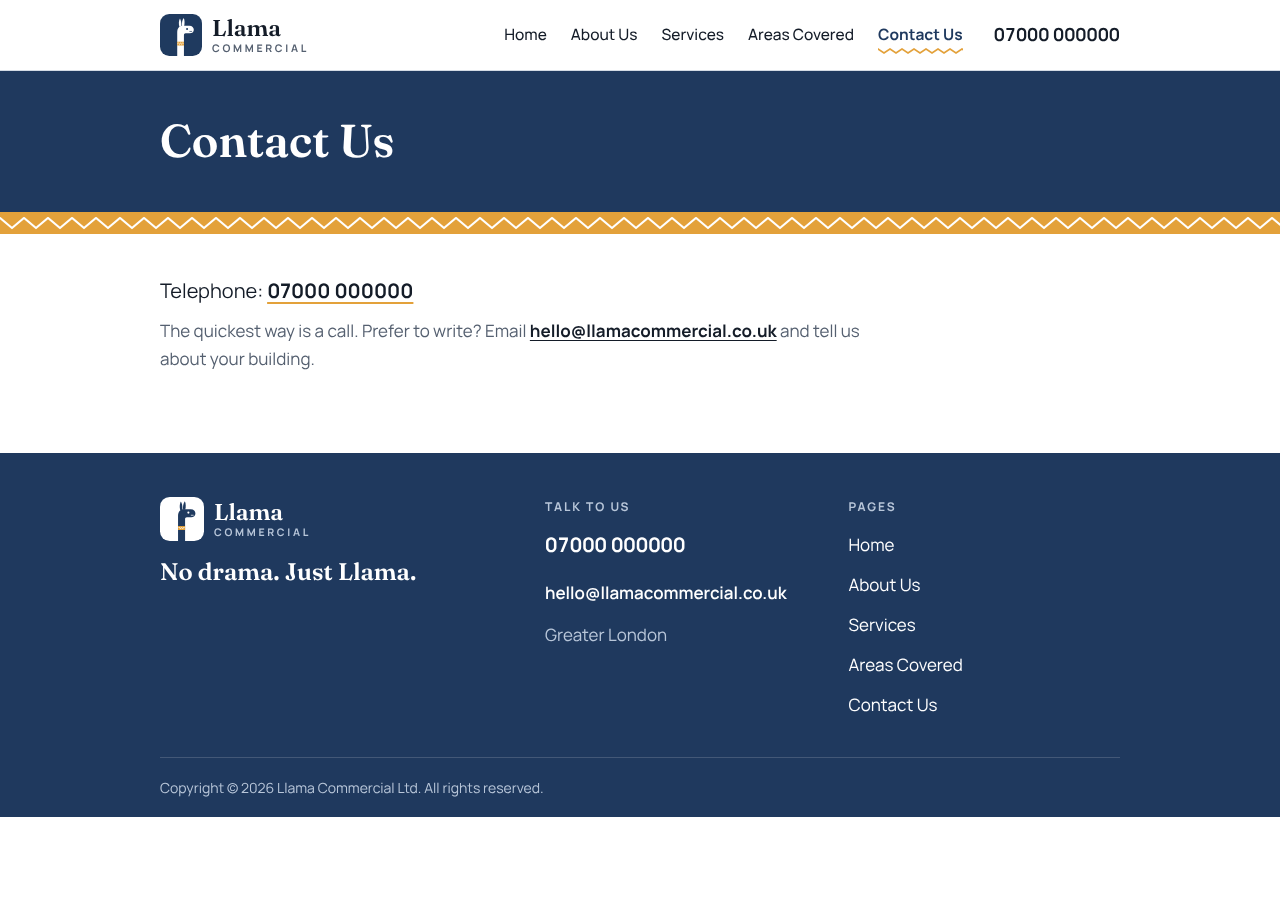 Llama
COMMERCIAL
Home About Us Services Areas Covered Contact Us 07000 000000
Contact Us
Telephone: 07000 000000
The quickest way is a call. Prefer to write? Email hello@llamacommercial.co.uk and tell us
about your building.
Llama
COMMERCIAL
No drama. Just Llama.
TALK TO US
07000 000000
hello@llamacommercial.co.uk
Greater London
PAGES
Home
About Us
Services
Areas Covered
Contact Us
Copyright © 2026 Llama Commercial Ltd. All rights reserved.